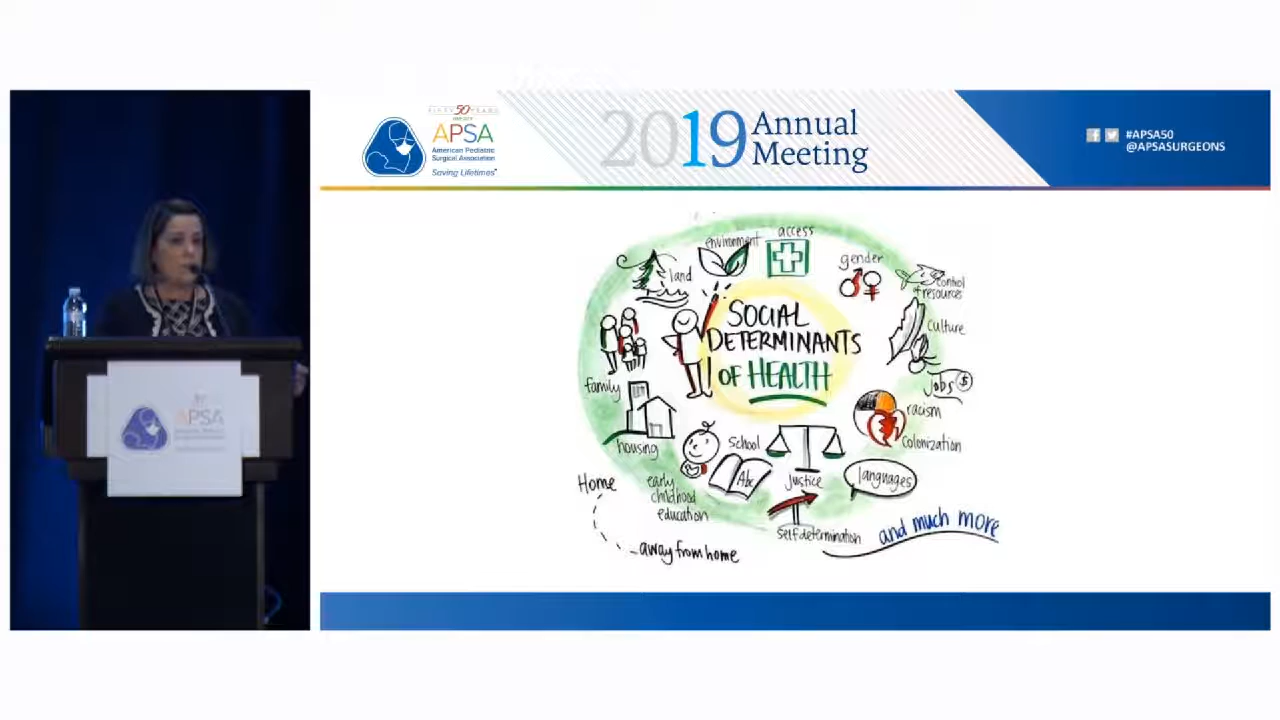 50 YEARS
APSA
American Pediatric
Surgical Association
Saving Lifetimes
2019 Annual
Meeting
#APSA50
@APSASURGEONS
access
environment
gender
land
control
of resources
SOCIAL
DETERMINANTS
OF HEALTH
culture
family
Jobs $
racism
colonization
housing
school
Abc
justice
languages
Home
early
childhood
education
self determination
and much more
away from home
APSA